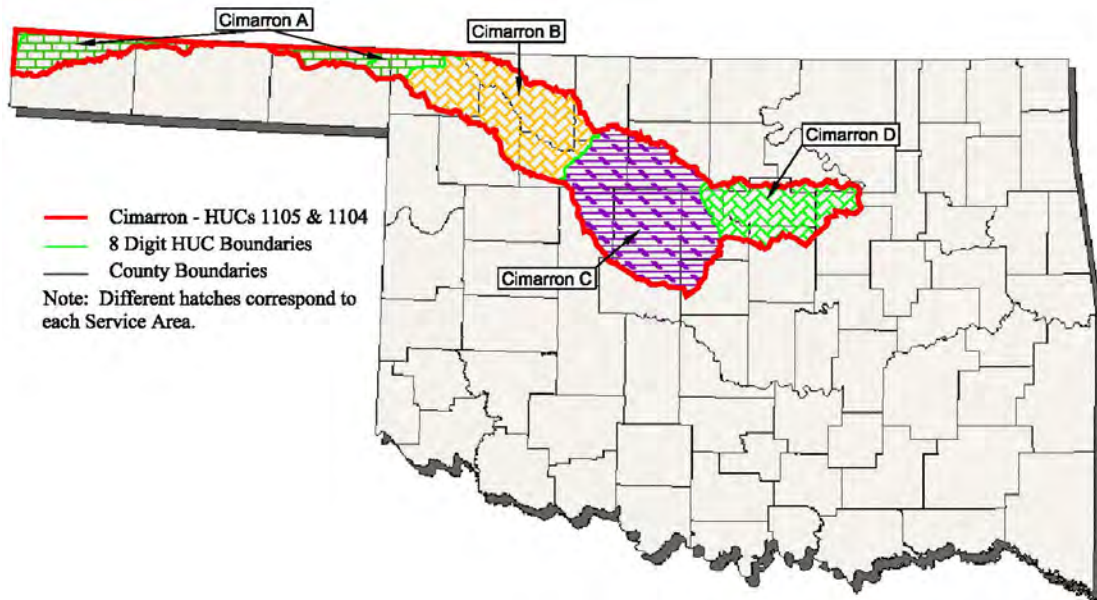 Cimarron A
Cimarron B
Cimarron D
Cimarron - HUCs 1105 & 1104
8 Digit HUC Boundaries
County Boundaries
Note: Different hatches correspond to
each Service Area.
Cimarron C